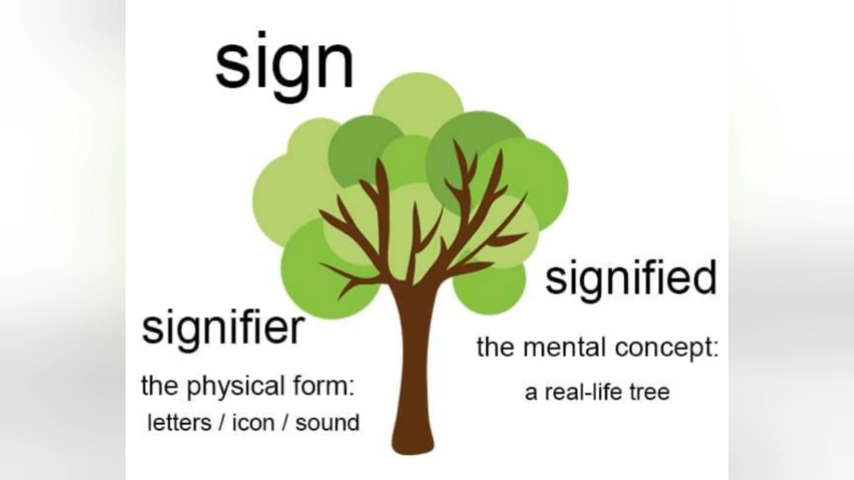 sign
signifier
the physical form:
letters / icon / sound
signified
the mental concept:
a real-life tree